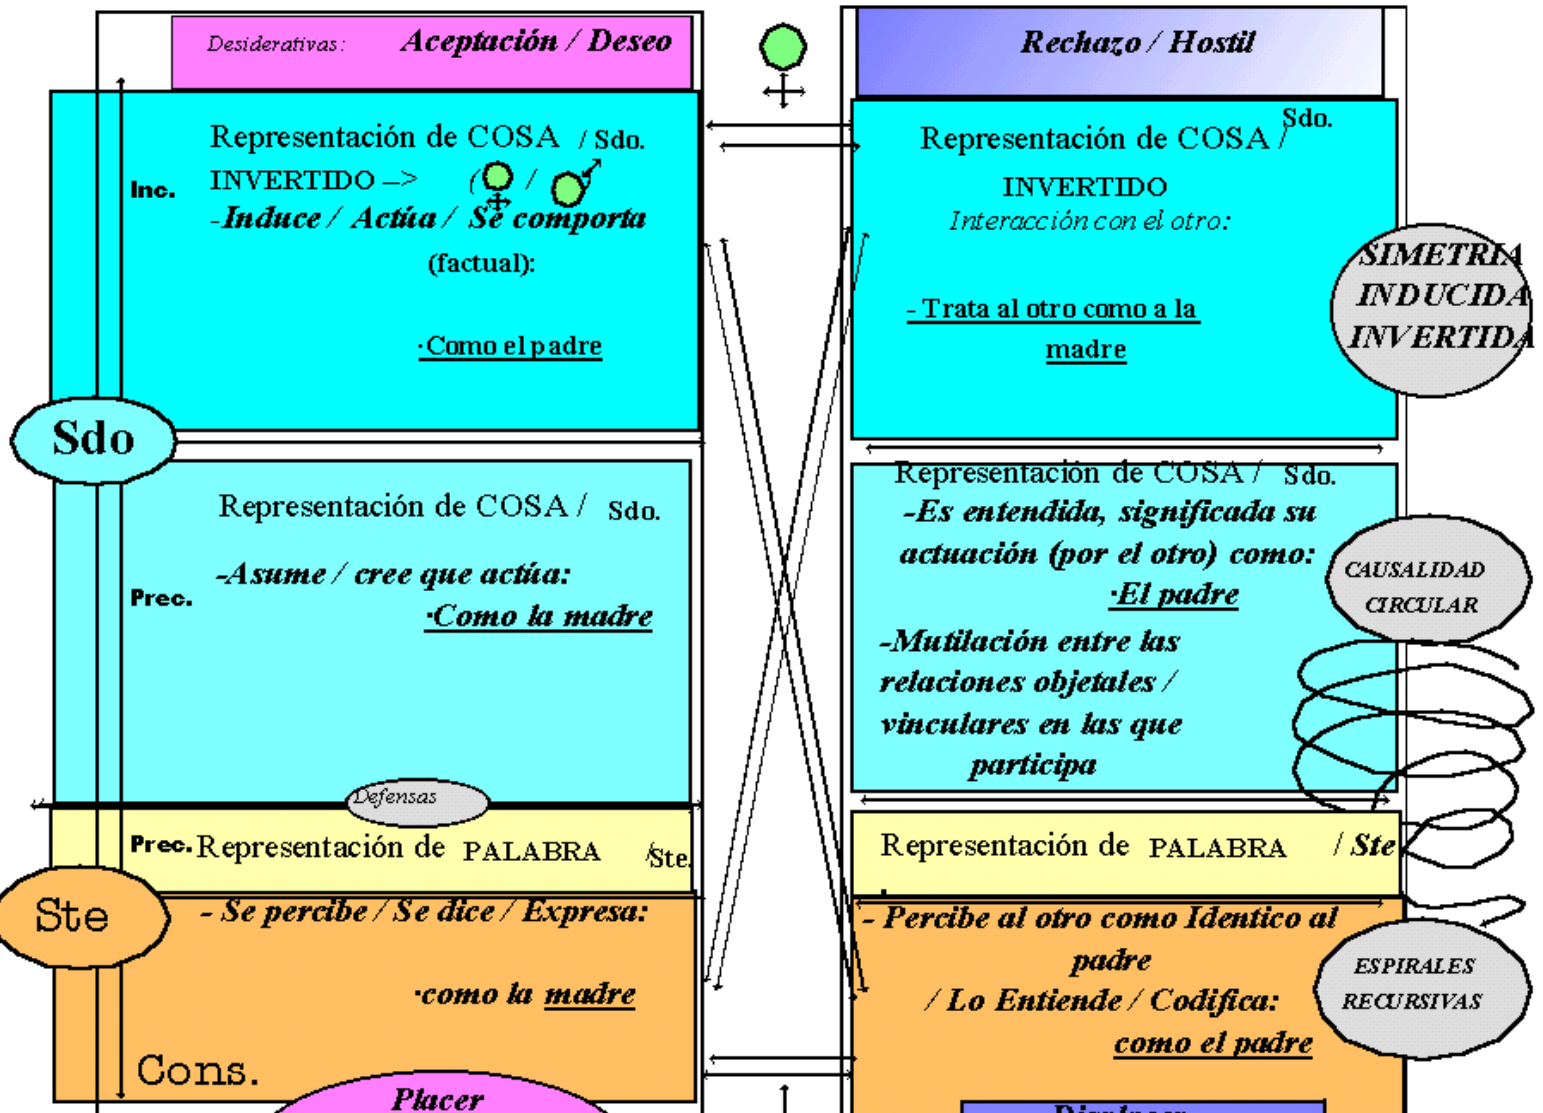 Desiderativas: Aceptación / Deseo
Inc.
Representación de COSA / Sdo.
INVERTIDO –> ( /
-Induce / Actúa / Se comporta
(factual):
·Como el padre
Sdo
Representación de COSA / Sdo.
Prec.
-Asume / cree que actúa:
·Como la madre
Defensas
Prec. Representación de PALABRA /Ste.
Ste
- Se percibe / Se dice / Expresa:
·como la madre
Cons.
Placer
Rechazo / Hostil
Representación de COSA / Sdo.
INVERTIDO
Interacción con el otro:
- Trata al otro como a la
madre
SIMETRIA
INDUCIDA
INVERTIDA
Representación de COSA / Sdo.
-Es entendida, significada su
actuación (por el otro) como:
·El padre
-Mutilación entre las
relaciones objetales /
vinculares en las que
participa
CAUSALIDAD
CIRCULAR
Representación de PALABRA / Ste
.
- Percibe al otro como Identico al
padre
/ Lo Entiende / Codifica:
como el padre
ESPIRALES
RECURSIVAS